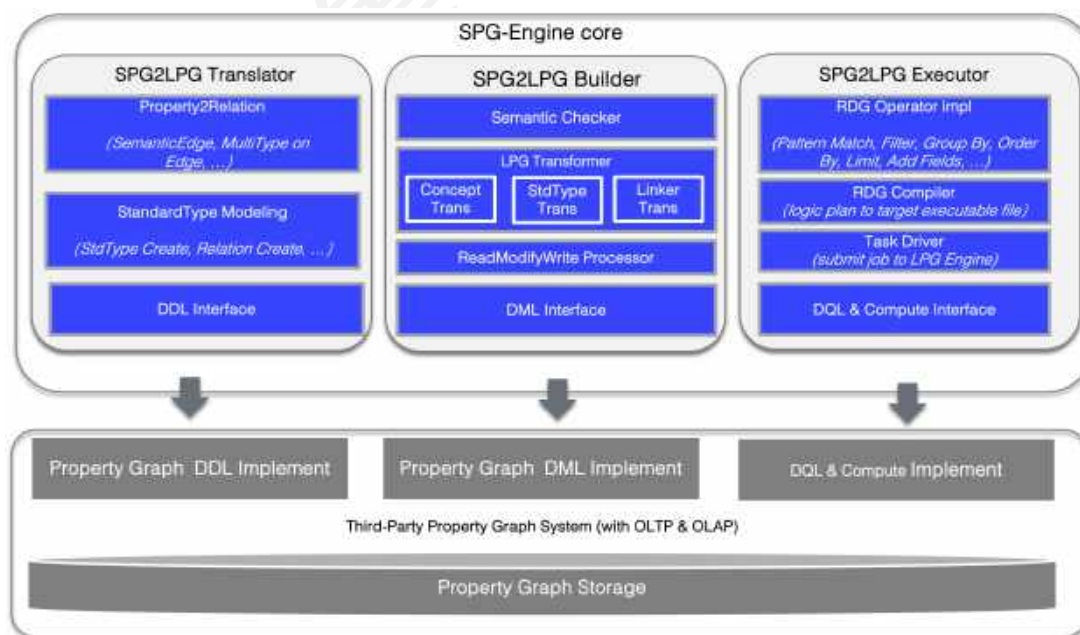 SPG-Engine core
SPG2LPG Translator
Property2Relation
(SemanticEdge, MultiType on
Edge, ...)
StandardType Modeling
(StdType Create, Relation Create, ...)
DDL Interface
SPG2LPG Builder
Semantic Checker
LPG Transformer
Concept
Trans
StdType
Trans
Linker
Trans
ReadModifyWrite Processor
DML Interface
SPG2LPG Executor
RDG Operator Impl
(Pattern Match, Filter, Group By, Order
By, Limit, Add Fields, ...)
RDG Compiler
(logic plan to target executable file)
Task Driver
(submit job to LPG Engine)
DQL & Compute Interface
Property Graph DDL Implement
Property Graph DML Implement
DQL & Compute Implement
Third-Party Property Graph System (with OLTP & OLAP)
Property Graph Storage